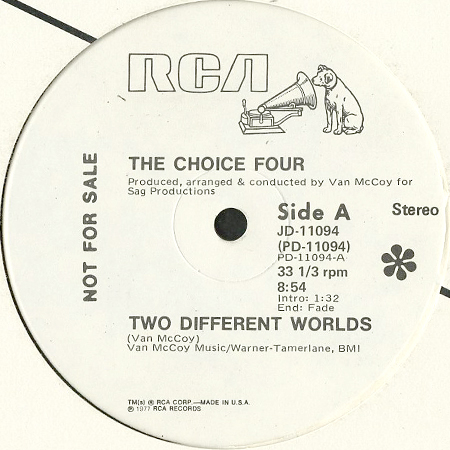 RCA
THE CHOICE FOUR
Produced, arranged & conducted by Van McCoy for
Sag Productions
NOT FOR SALE
Side A
Stereo
JD-11094
(PD-11094)
PD-11094-A
33 1/3 rpm
8:54
Intro: 1:32
End: Fade
TWO DIFFERENT WORLDS
(Van McCoy)
Van McCoy Music/Warner-Tamerlane, BMI
TM(s) ® RCA CORP.—MADE IN U.S.A.
℗ 1977 RCA RECORDS